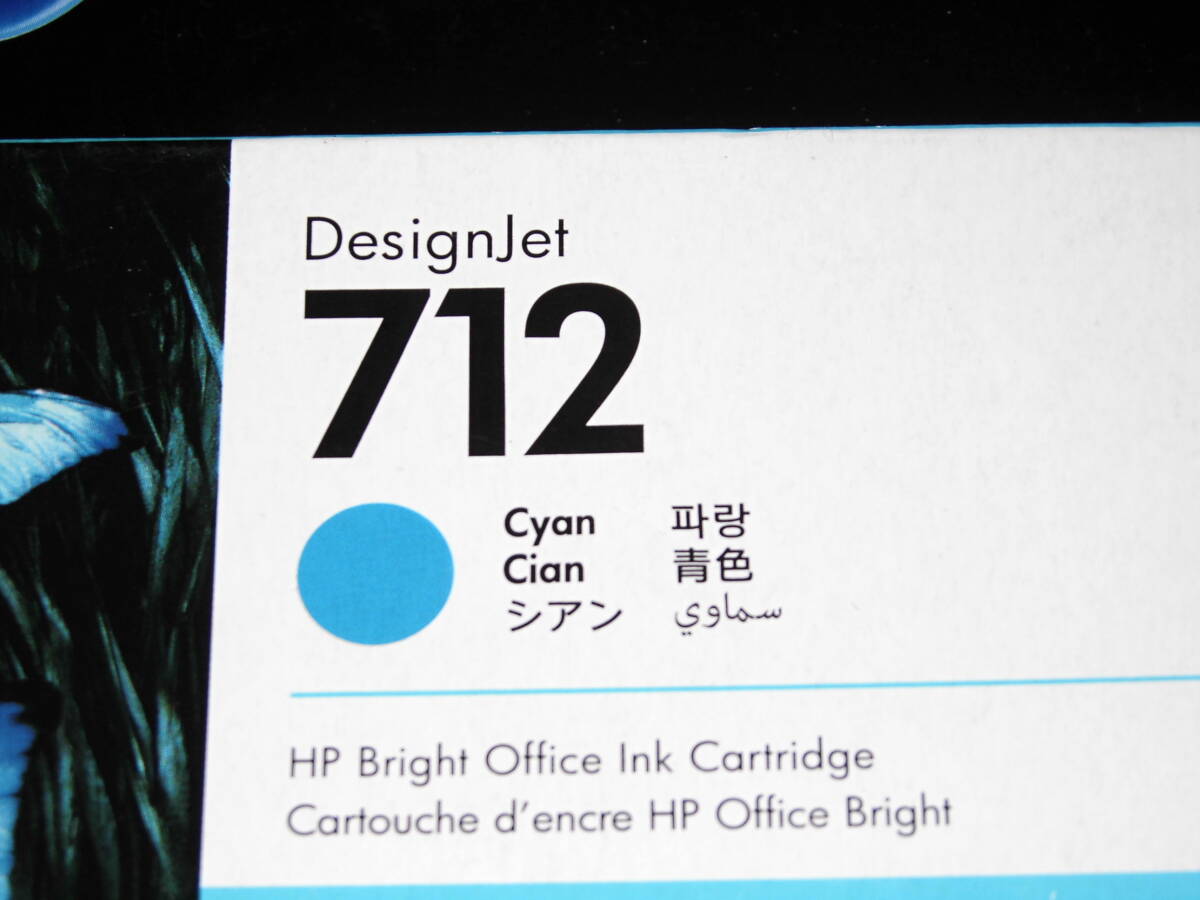 DesignJet
712
Cyan
Cian
シアン
파랑
青色
سماوي
HP Bright Office Ink Cartridge
Cartouche d'encre HP Office Bright